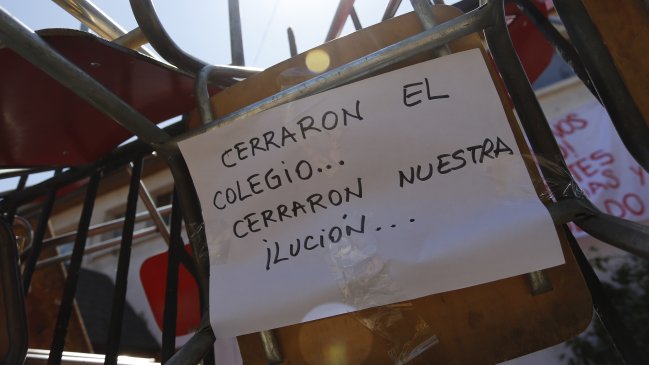 CERRARON EL
COLEGIO...
CERRARON NUESTRA
iLUCIÓN...